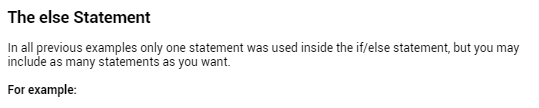 The else Statement
In all previous examples only one statement was used inside the if/else statement, but you may
include as many statements as you want.
For example: